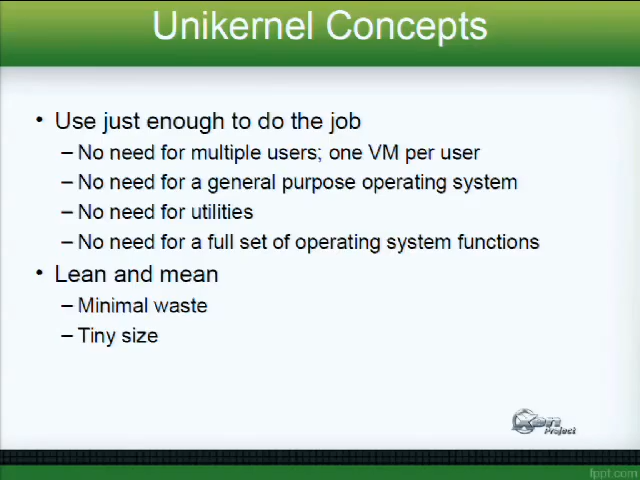 Unikernel Concepts
• Use just enough to do the job
– No need for multiple users; one VM per user
– No need for a general purpose operating system
– No need for utilities
– No need for a full set of operating system functions
• Lean and mean
– Minimal waste
– Tiny size
Xen
Project
fppt.com